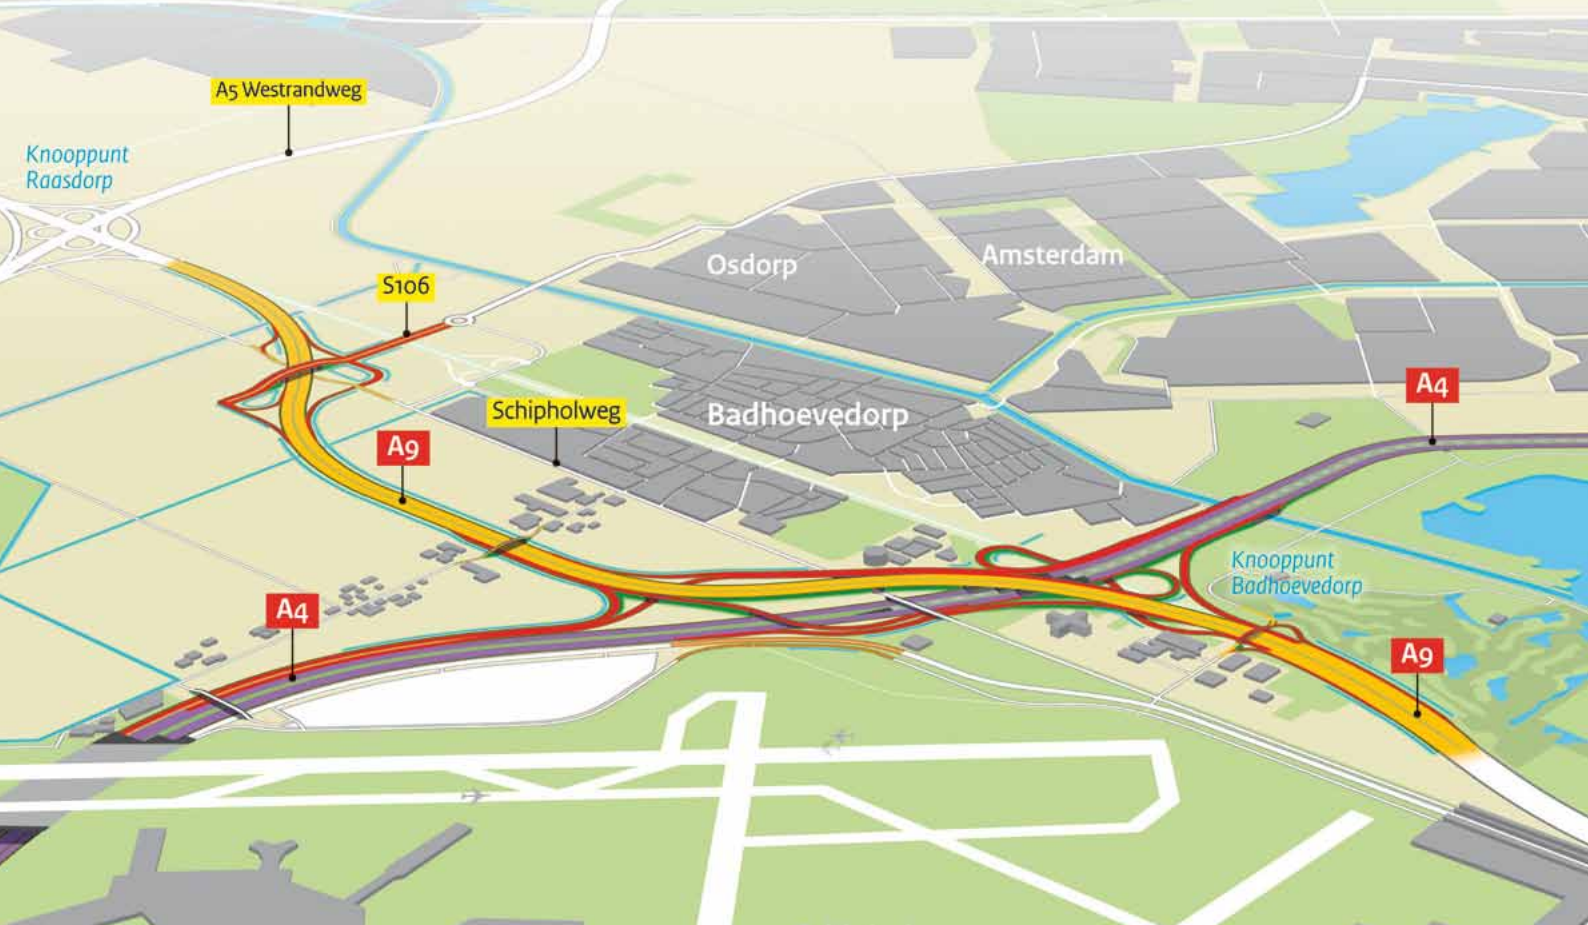 A5 Westrandweg
Knooppunt
Raasdorp
S106
Osdorp
Amsterdam
A4
Schipholweg
Badhoevedorp
A9
Knooppunt
Badhoevedorp
A4
A9